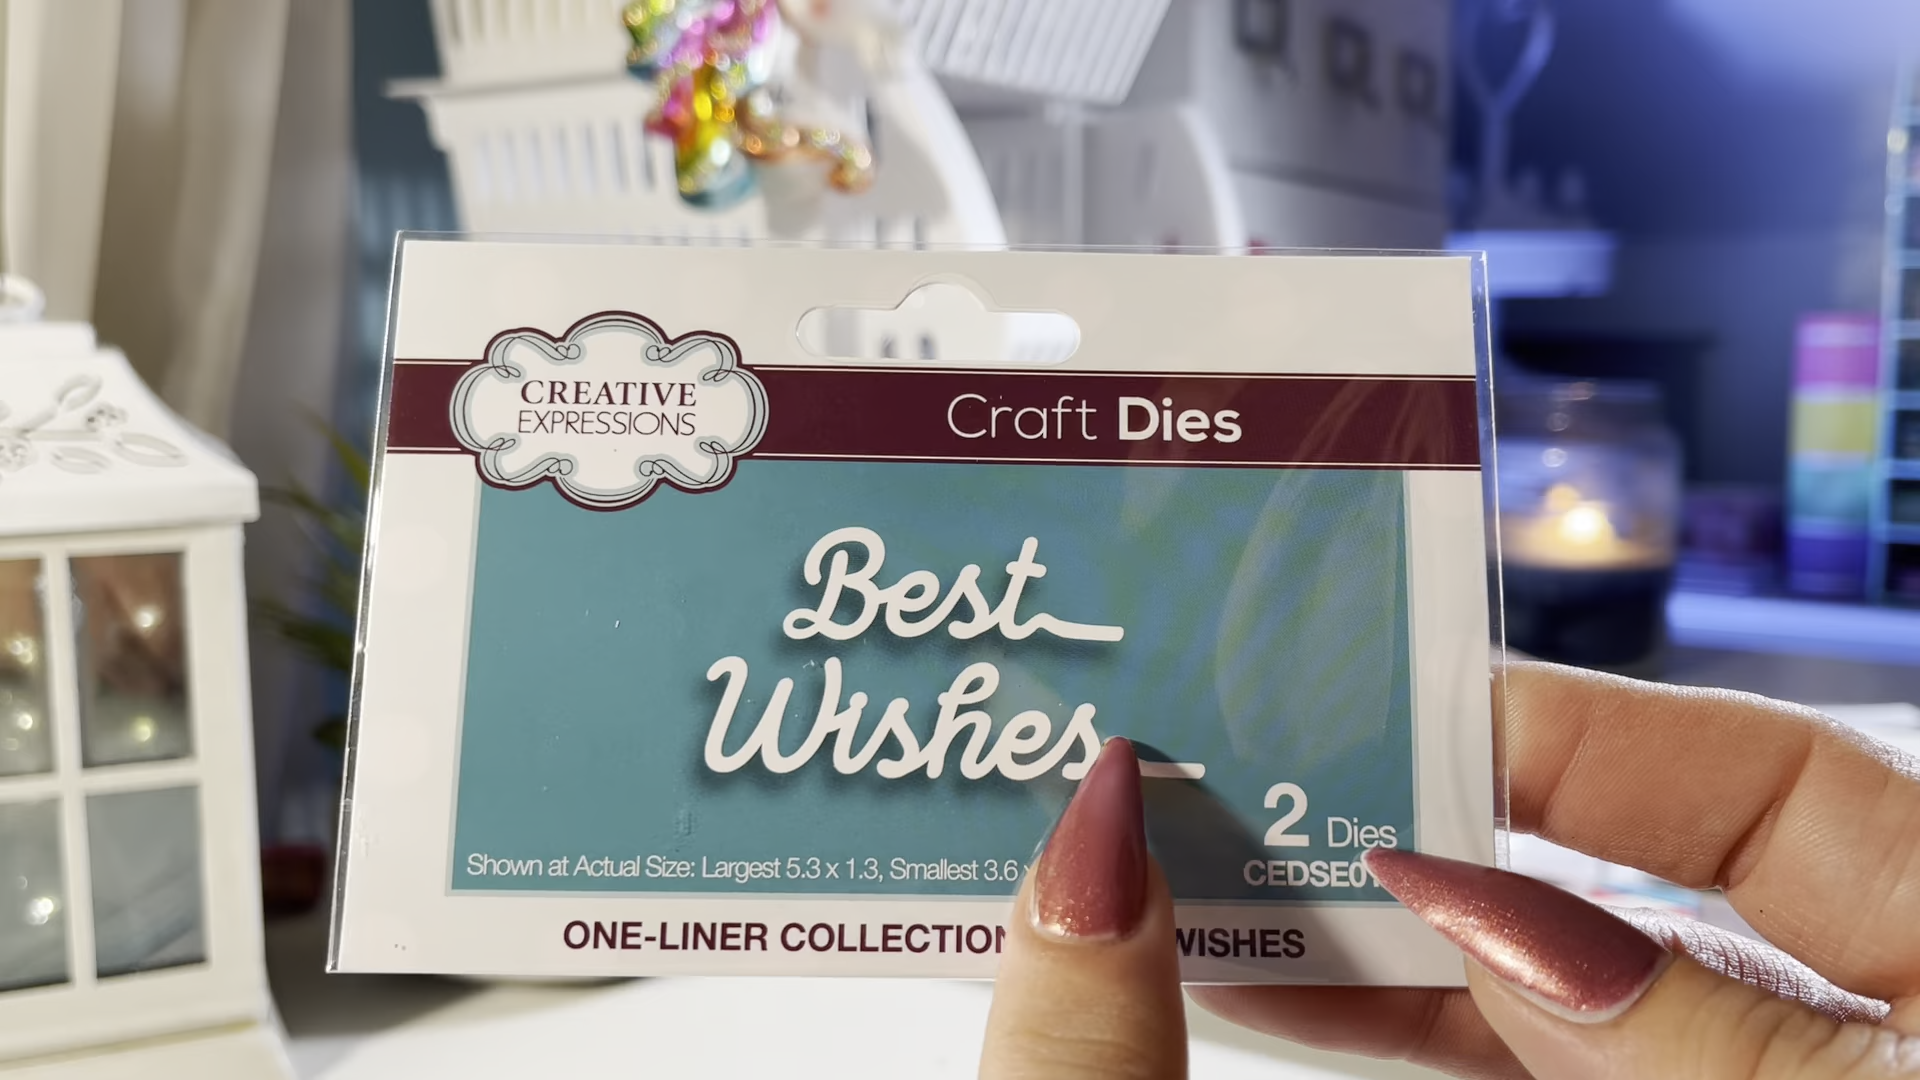 CREATIVE
EXPRESSIONS
Craft Dies
Best
Wishes
2 Dies
Shown at Actual Size: Largest 5.3 x 1.3, Smallest 3.6
CEDSE0
ONE-LINER COLLECTION WISHES